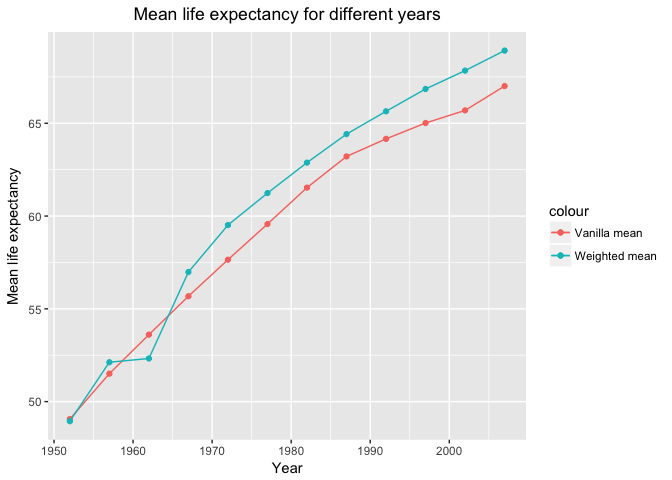 Mean life expectancy for different years
Mean life expectancy
65
60
55
50
1950 1960 1970 1980 1990 2000
Year
colour
Vanilla mean
Weighted mean